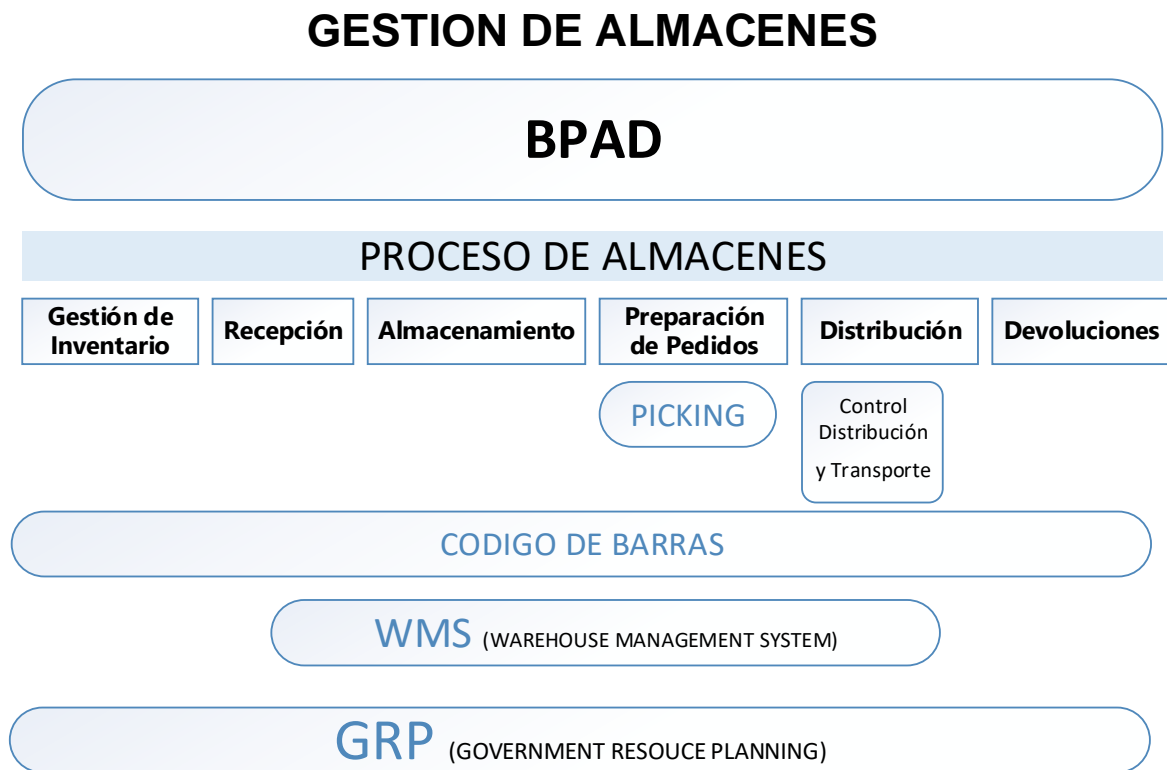 GESTION DE ALMACENES
BPAD
PROCESO DE ALMACENES
Gestión de
Inventario
Recepción
Almacenamiento
Preparación
de Pedidos
Distribución
Devoluciones
PICKING
Control
Distribución
y Transporte
CODIGO DE BARRAS
WMS (WAREHOUSE MANAGEMENT SYSTEM)
GRP (GOVERNMENT RESOUCE PLANNING)